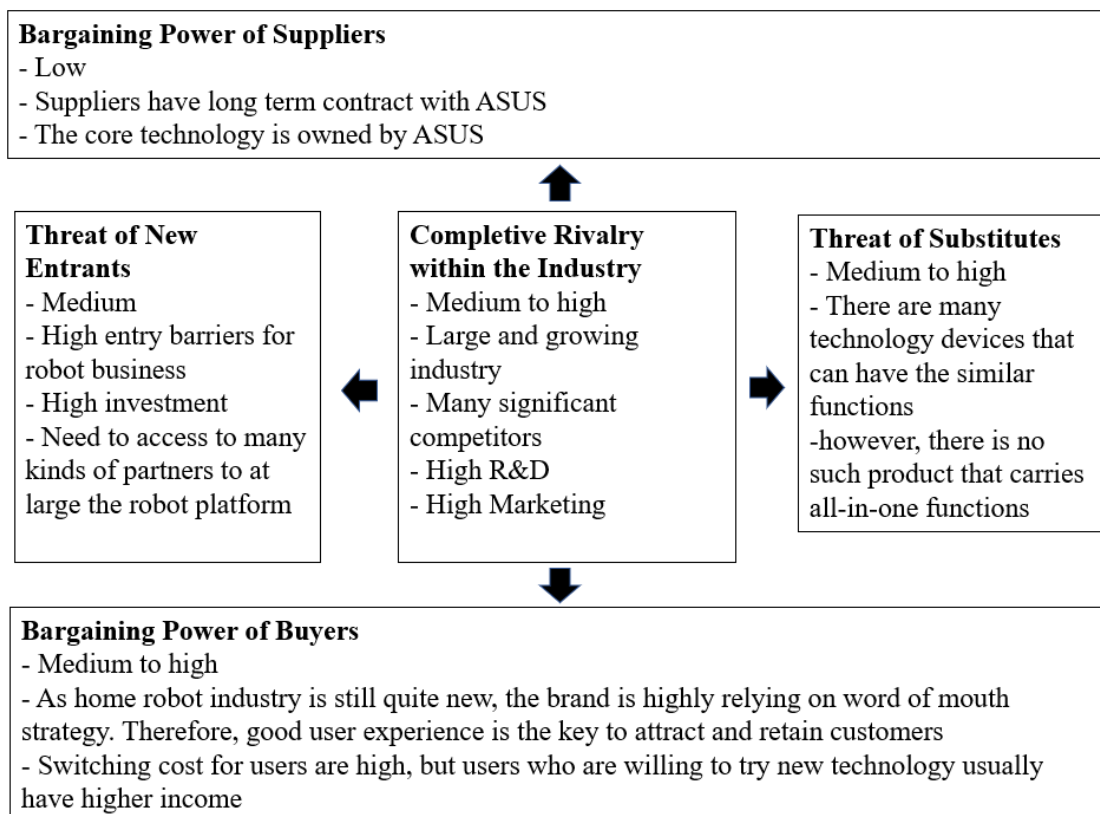 Bargaining Power of Suppliers
- Low
- Suppliers have long term contract with ASUS
- The core technology is owned by ASUS
Threat of New
Entrants
- Medium
- High entry barriers for
robot business
- High investment
- Need to access to many
kinds of partners to at
large the robot platform
Completive Rivalry
within the Industry
- Medium to high
- Large and growing
industry
- Many significant
competitors
- High R&D
- High Marketing
Threat of Substitutes
- Medium to high
- There are many
technology devices that
can have the similar
functions
-however, there is no
such product that carries
all-in-one functions
Bargaining Power of Buyers
- Medium to high
- As home robot industry is still quite new, the brand is highly relying on word of mouth
strategy. Therefore, good user experience is the key to attract and retain customers
- Switching cost for users are high, but users who are willing to try new technology usually
have higher income